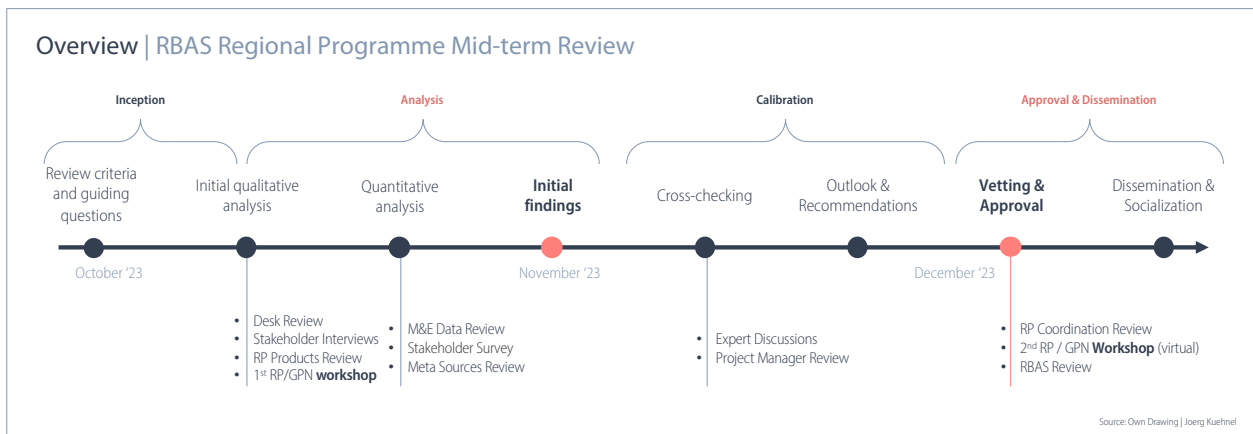 Overview | RBAS Regional Programme Mid-term Review
Inception
Analysis
Calibration
Approval & Dissemination
Review criteria
and guiding
questions
Initial qualitative
analysis
Quantitative
analysis
Initial
findings
Cross-checking
Outlook &
Recommendations
Vetting &
Approval
Dissemination &
Socialization
October ‘23
November ‘23
December ‘23
• Desk Review
• Stakeholder Interviews
• RP Products Review
• 1st RP/GPN workshop
• M&E Data Review
• Stakeholder Survey
• Meta Sources Review
• Expert Discussions
• Project Manager Review
• RP Coordination Review
• 2nd RP / GPN Workshop (virtual)
• RBAS Review
Source: Own Drawing | Joerg Kuehnel